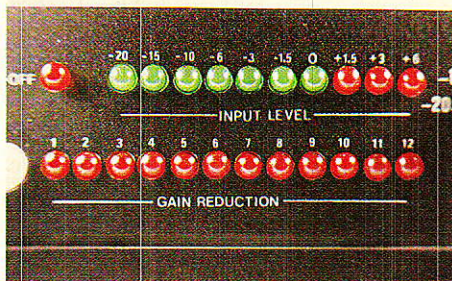 -20 -15 -10 -6 -3 -1.5 0 +1.5 +3 +6
OFF
-20
INPUT LEVEL
1 2 3 4 5 6 7 8 9 10 11 12
GAIN REDUCTION